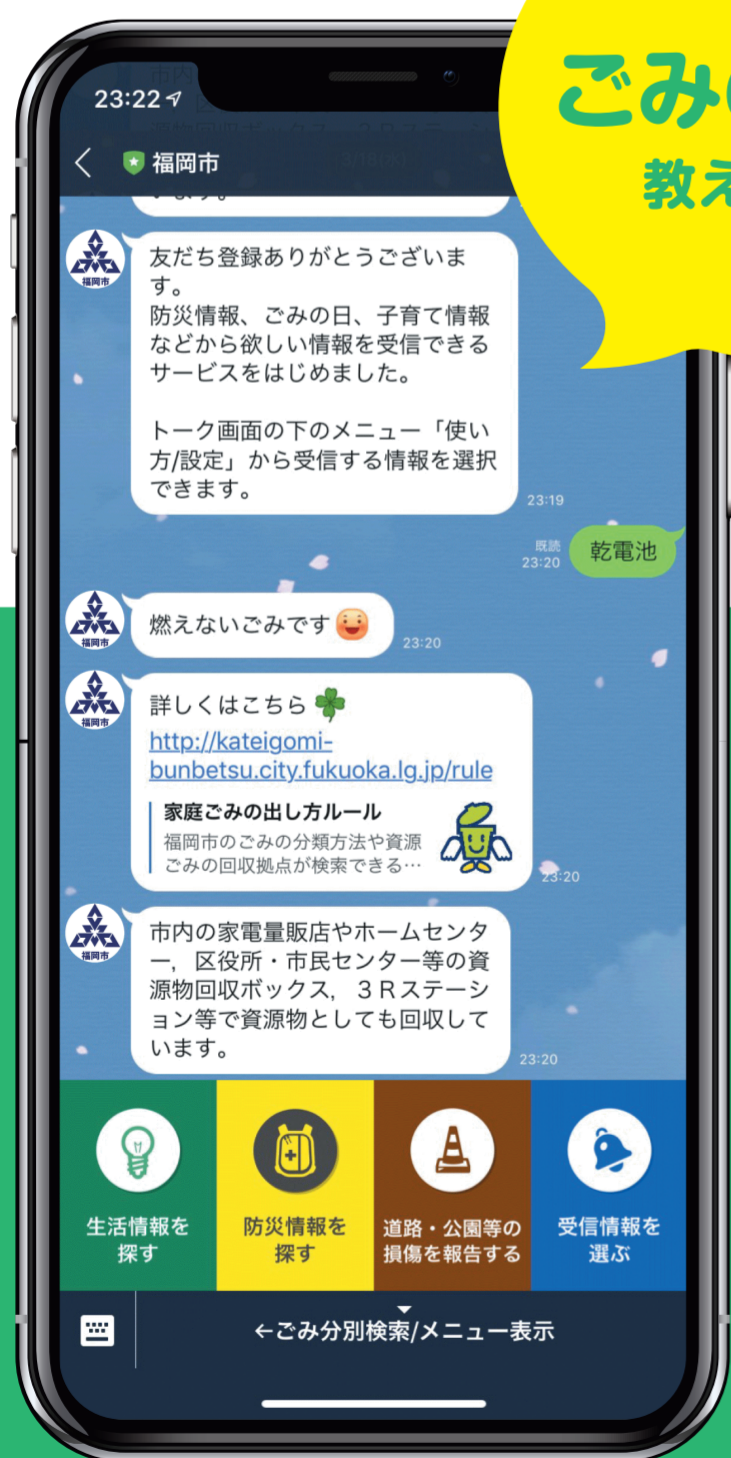 ごみ
教え
23:22
福岡市
います。
友だち登録ありがとうございま
す。
防災情報、ごみの日、子育て情報
などから欲しい情報を受信できる
サービスをはじめました。
トーク画面の下のメニュー「使い
方/設定」から受信する情報を選択
できます。
23:19
既読
23:20
乾電池
福岡市
燃えないごみです
23:20
福岡市
詳しくはこちら
http://kateigomi-
bunbetsu.city.fukuoka.lg.jp/rule
家庭ごみの出し方ルール
福岡市のごみの分類方法や資源
ごみの回収拠点が検索できる…
23:20
福岡市
市内の家電量販店やホームセンタ
ー，区役所・市民センター等の資
源物回収ボックス，３Ｒステーシ
ョン等で資源物としても回収して
います。
23:20
福岡市
生活情報を
探す
防災情報を
探す
道路・公園等の
損傷を報告する
受信情報を
選ぶ
←ごみ分別検索/メニュー表示